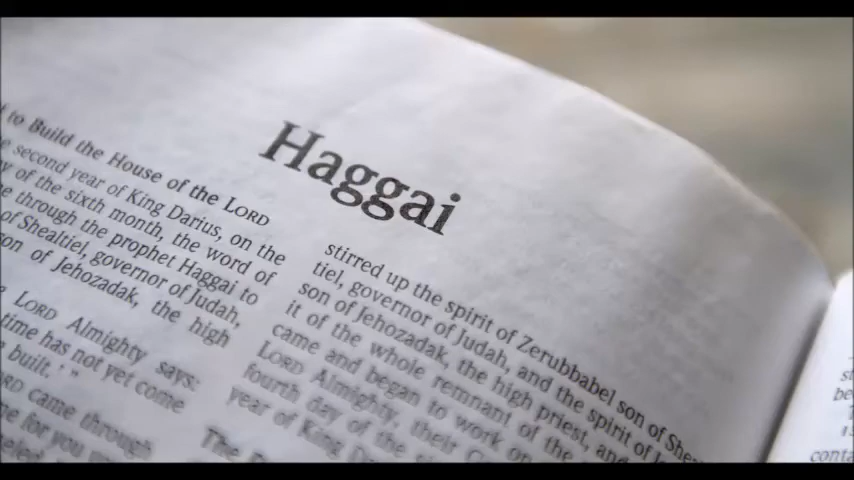 Haggai
to Build the House of the LORD
second year of King Darius, on the
of the sixth month, the word of
through the prophet Haggai to
of Shealtiel, governor of Judah,
son of Jehozadak, the high
LORD Almighty says:
time has not yet come
built.' "
came through
for you
stirred up the spirit of Zerubbabel son of
tiel, governor of Judah, and the spirit of
son of Jehozadak, the high priest, and
it of the whole remnant of the
came and began to work on
LORD Almighty, their
fourth day of the
year of King
The